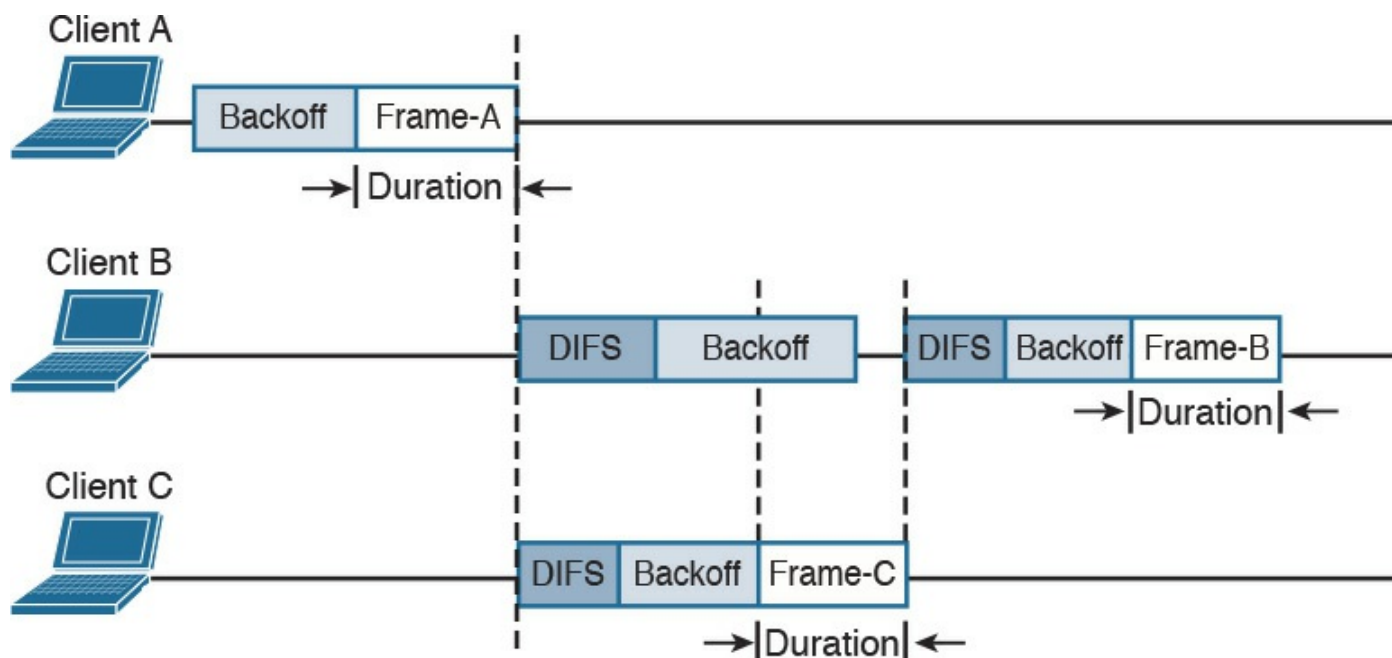 Client A
Backoff Frame-A
Duration
Client B
DIFS Backoff DIFS Backoff Frame-B
Duration
Client C
DIFS Backoff Frame-C
Duration